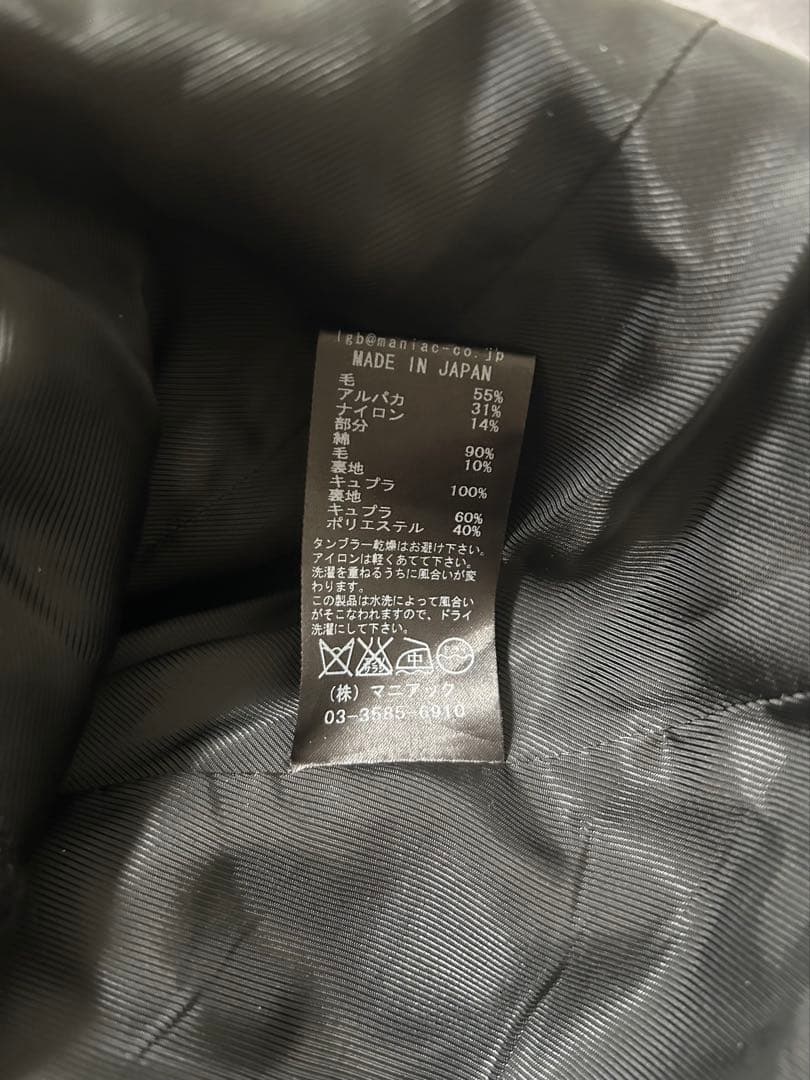 lgb@maniac-co.jp
MADE IN JAPAN
毛 55%
アルパカ 31%
ナイロン 14%
部分
綿 90%
毛 10%
裏地
キュプラ 100%
裏地
キュプラ 60%
ポリエステル 40%
タンブラー乾燥はお避け下さい。
アイロンは軽くあてて下さい。
洗濯を重ねるうちに風合いが変
わります。
この製品は水洗によって風合い
がそこなわれますので、ドライ
洗濯にして下さい。
中
(株) マニアック
03-3585-6910